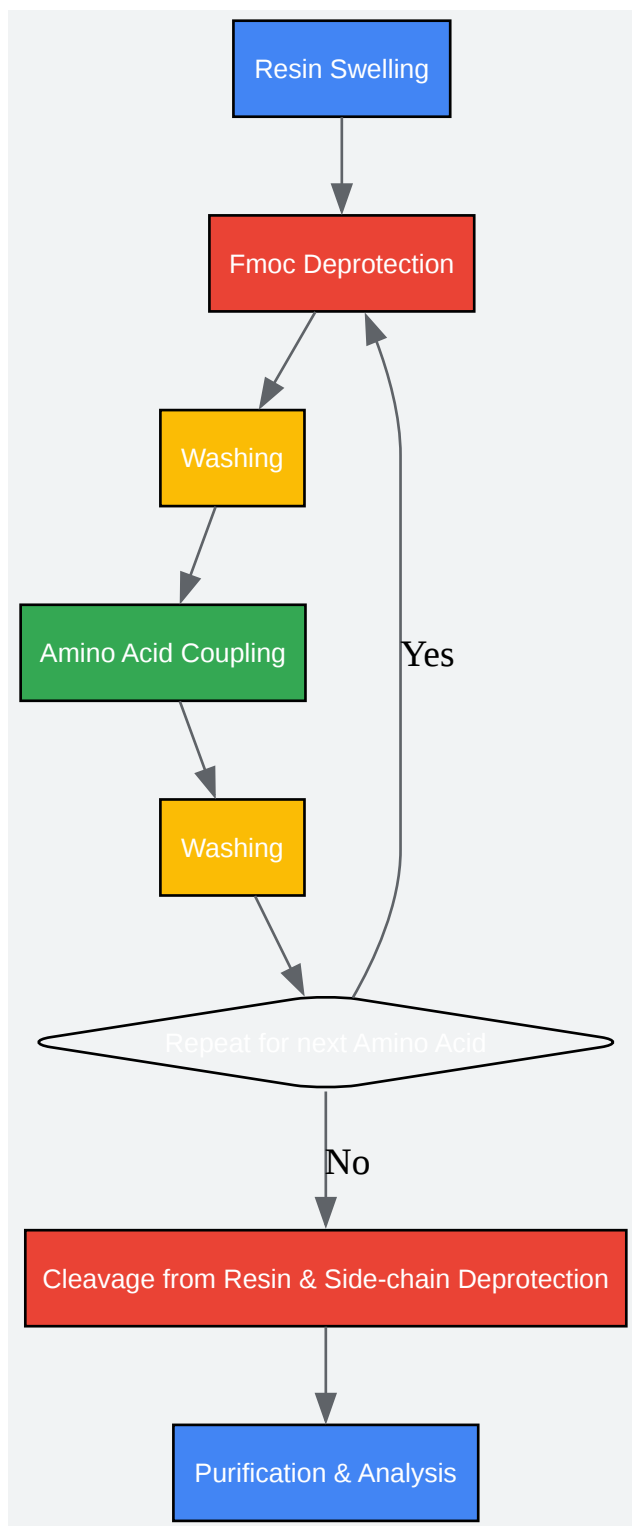 Resin Swelling
Fmoc Deprotection
Washing
Amino Acid Coupling
Yes
Washing
Repeat for next Amino Acid
No
Cleavage from Resin & Side-chain Deprotection
Purification & Analysis